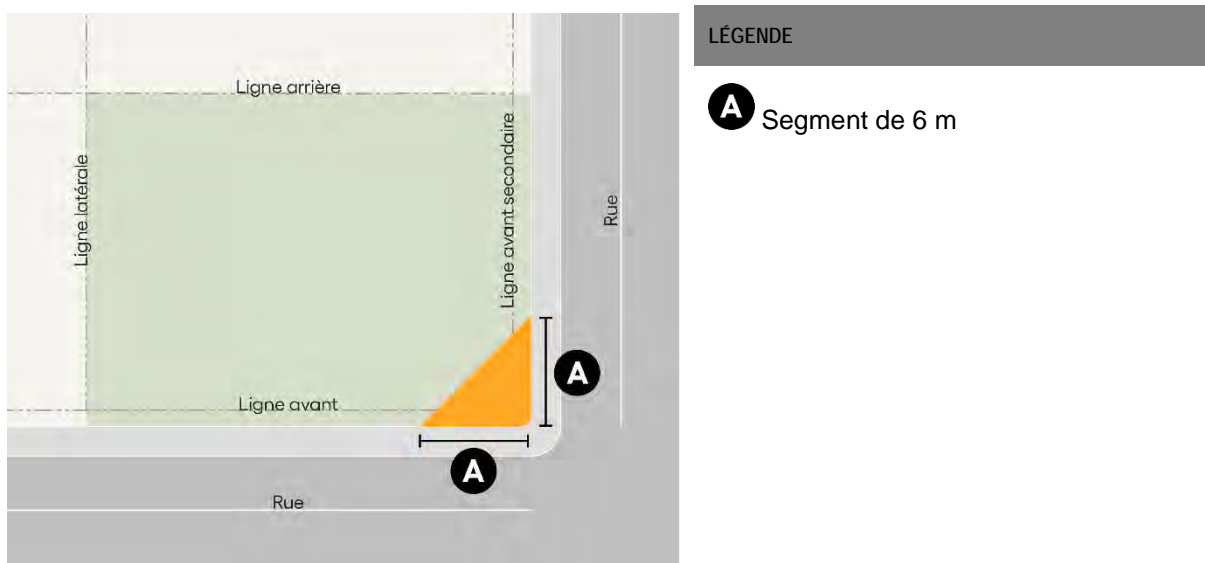 Ligne arrière
Ligne latérale
Ligne avant secondaire
Rue
Ligne avant
A
A
Rue
LÉGENDE
A Segment de 6 m